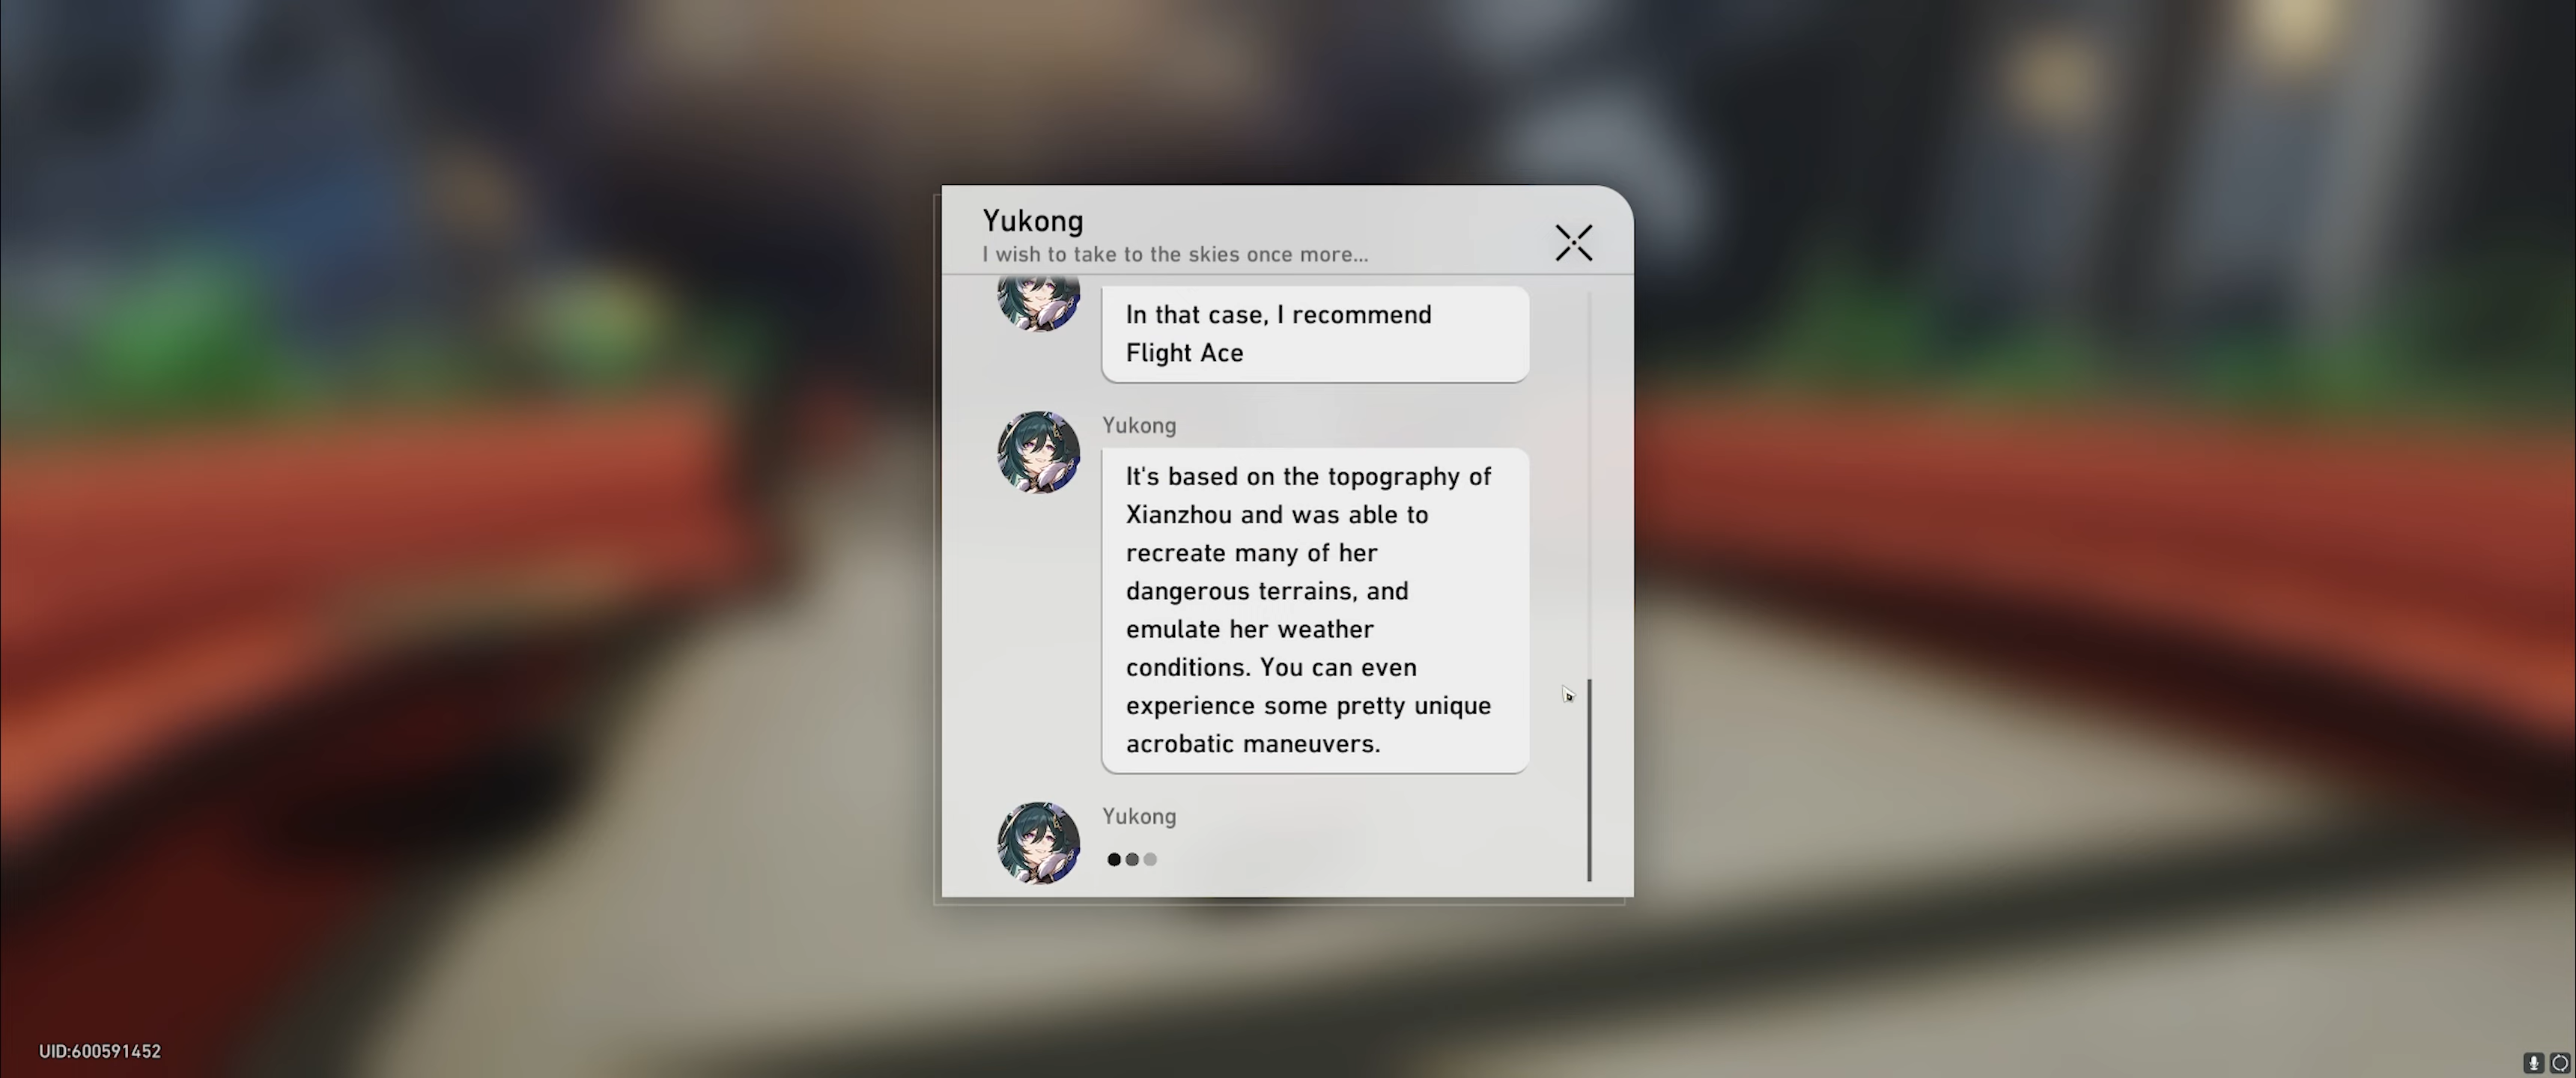 Yukong
I wish to take to the skies once more...
In that case, I recommend
Flight Ace
Yukong
It's based on the topography of
Xianzhou and was able to
recreate many of her
dangerous terrains, and
emulate her weather
conditions. You can even
experience some pretty unique
acrobatic maneuvers.
Yukong
UID:600591452